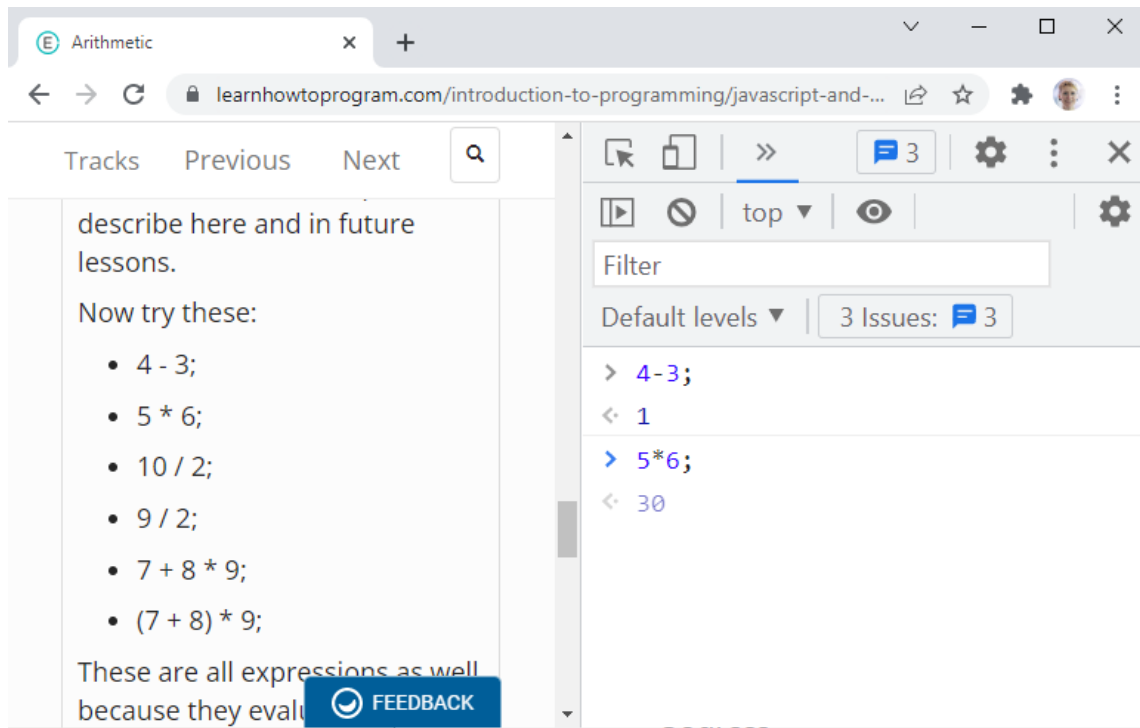 Arithmetic
learnhowtoprogram.com/introduction-to-programming/javascript-and-...
Tracks Previous Next
describe here and in future
lessons.
Now try these:
• 4 - 3;
• 5 * 6;
• 10 / 2;
• 9 / 2;
• 7 + 8 * 9;
• (7 + 8) * 9;
These are all expressions as well
because they
FEEDBACK
3
top
Filter
Default levels
3 Issues: 3
> 4-3;
1
> 5*6;
30